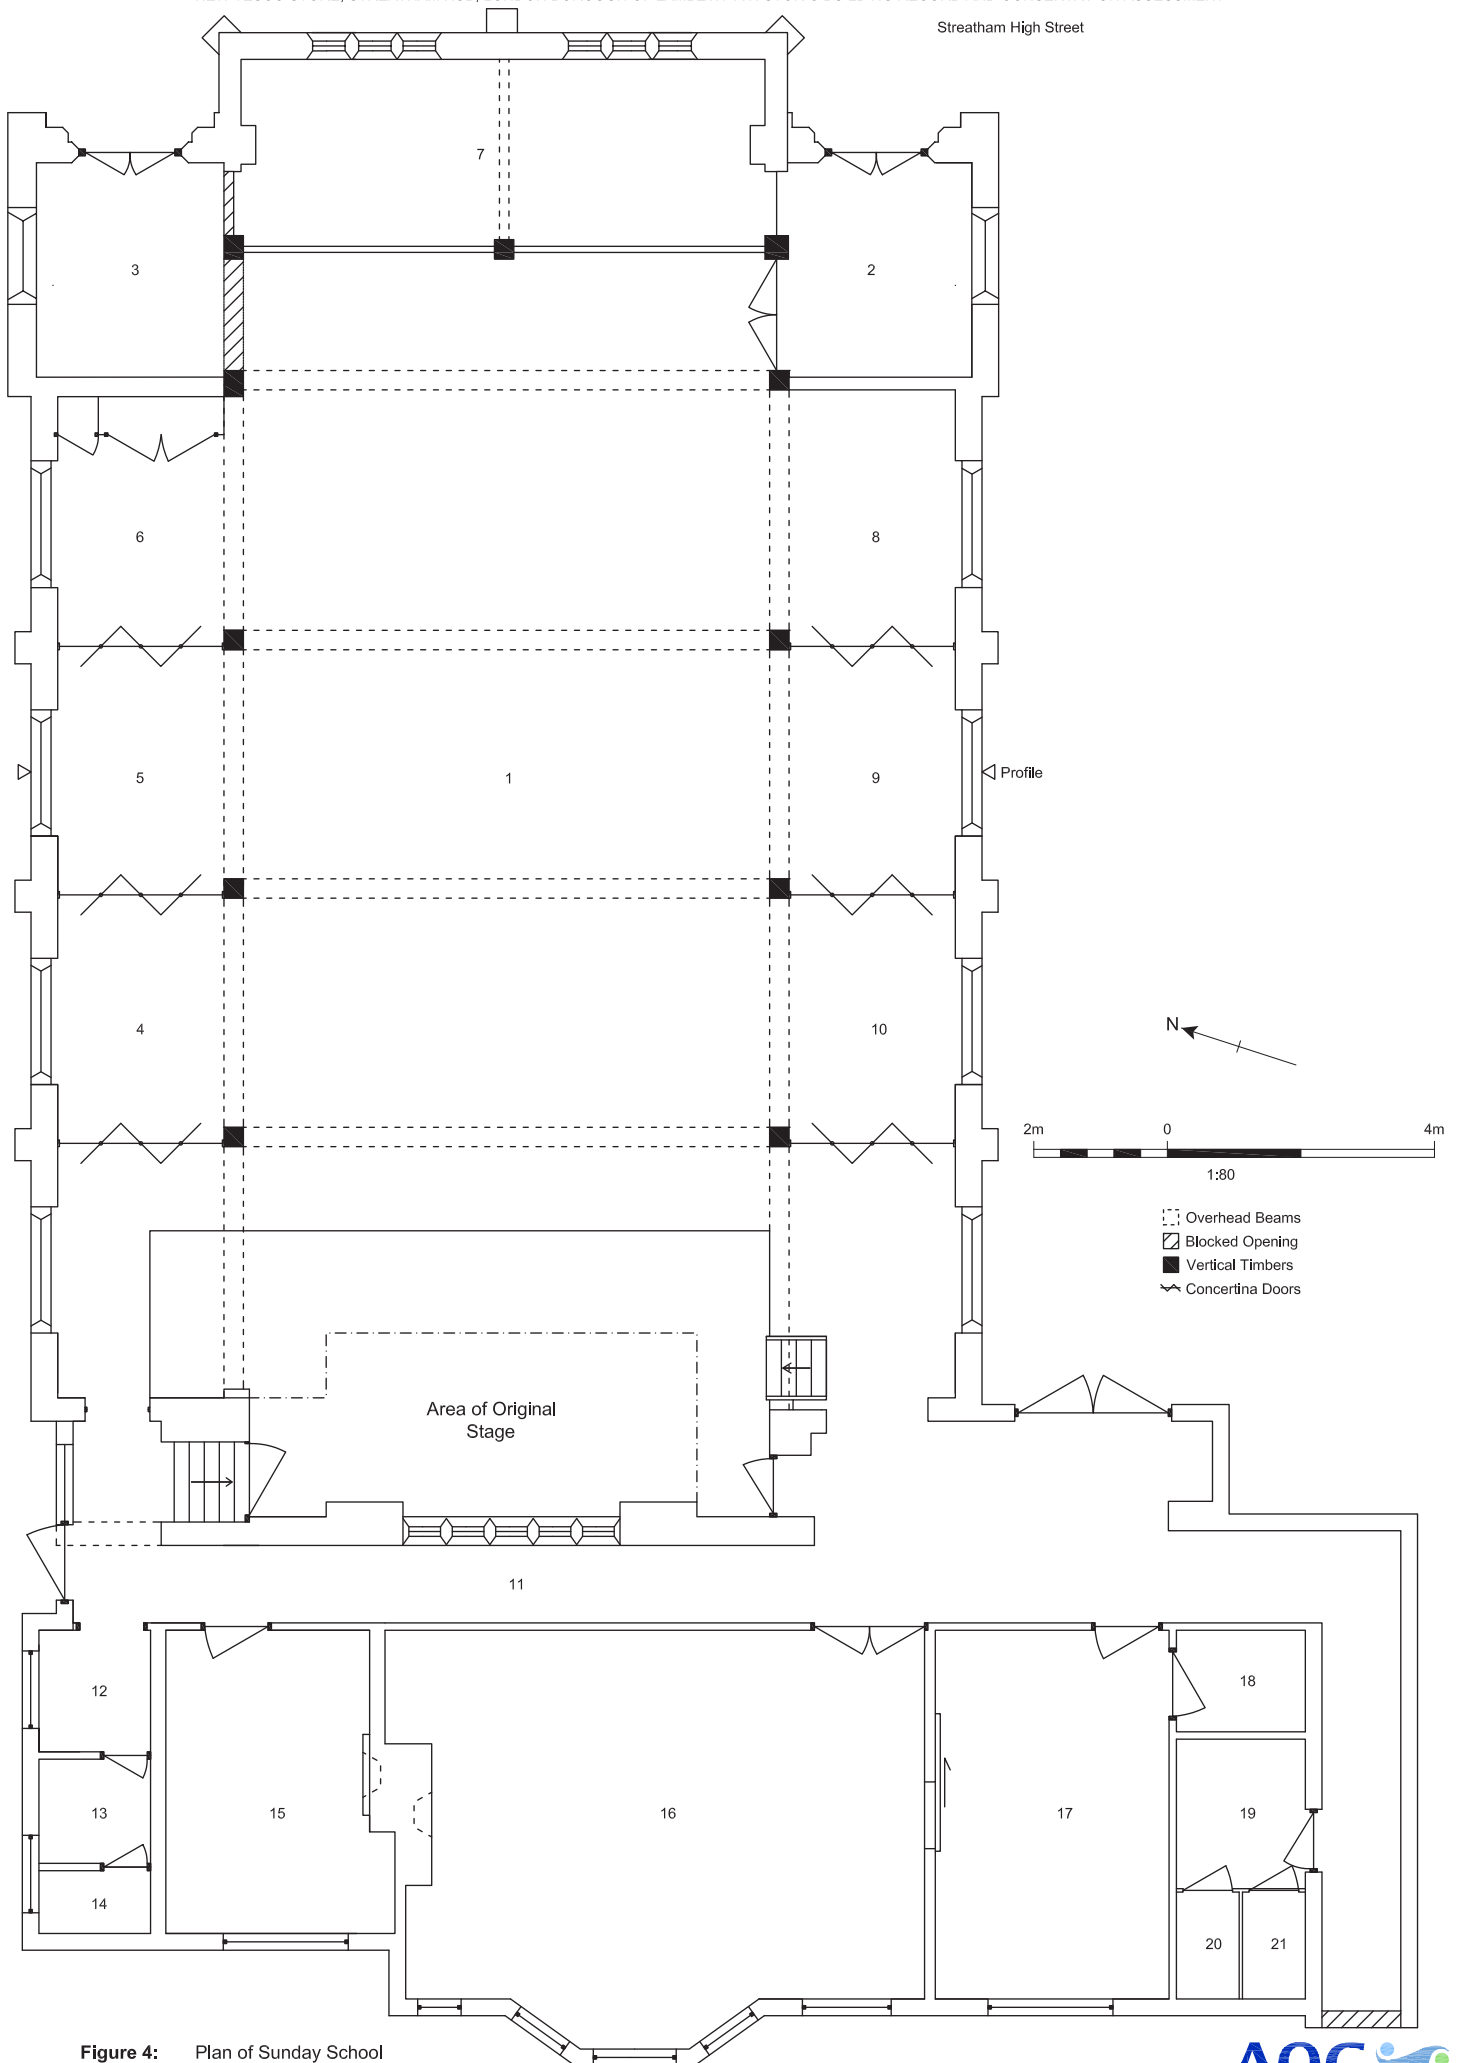 Streatham High Street
7
3
2
6
8
5
1
9
Profile
4
10
N
2m
0
4m
1:80
Overhead Beams
Blocked Opening
Vertical Timbers
Concertina Doors
Area of Original
Stage
11
12
18
13
15
16
17
19
14
20
21
Figure 4: Plan of Sunday School
AOC